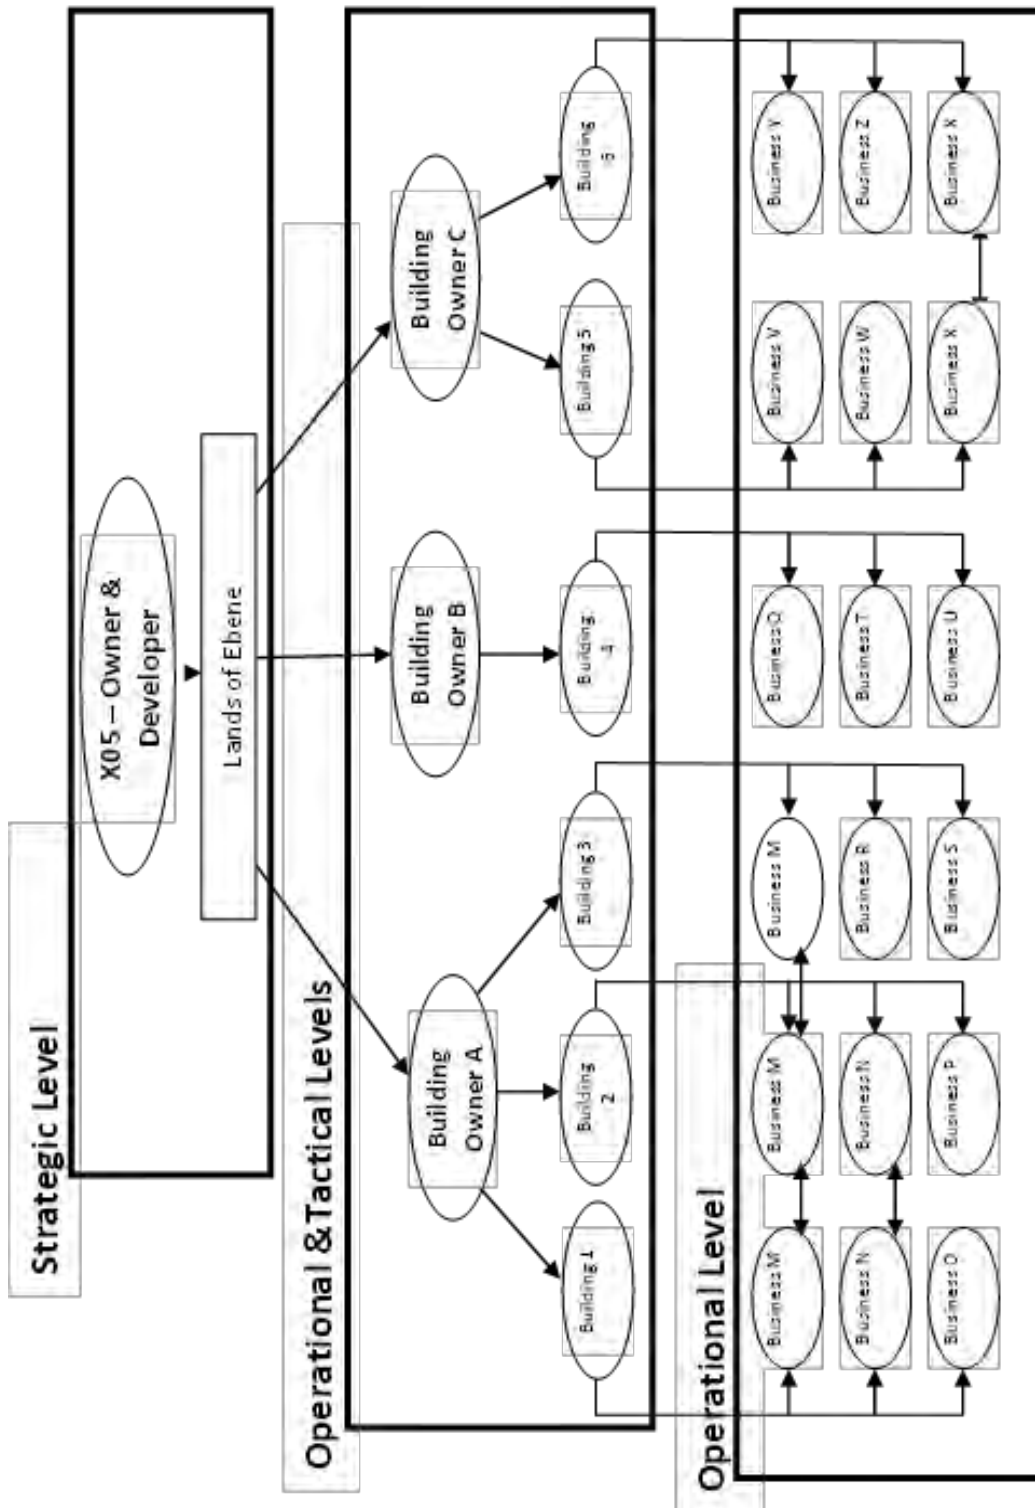 Strategic Level
X05 – Owner &
Developer
Lands of Ebene
Operational & Tactical Levels
Building
Owner A
Building
Owner B
Building
Owner C
Building 1
Building
2
Building 3
Building
4
Building 5
Building
6
Operational Level
Business M
Business M
Business M
Business Q
Business V
Business Y
Business N
Business N
Business R
Business T
Business W
Business Z
Business O
Business P
Business S
Business U
Business X
Business X